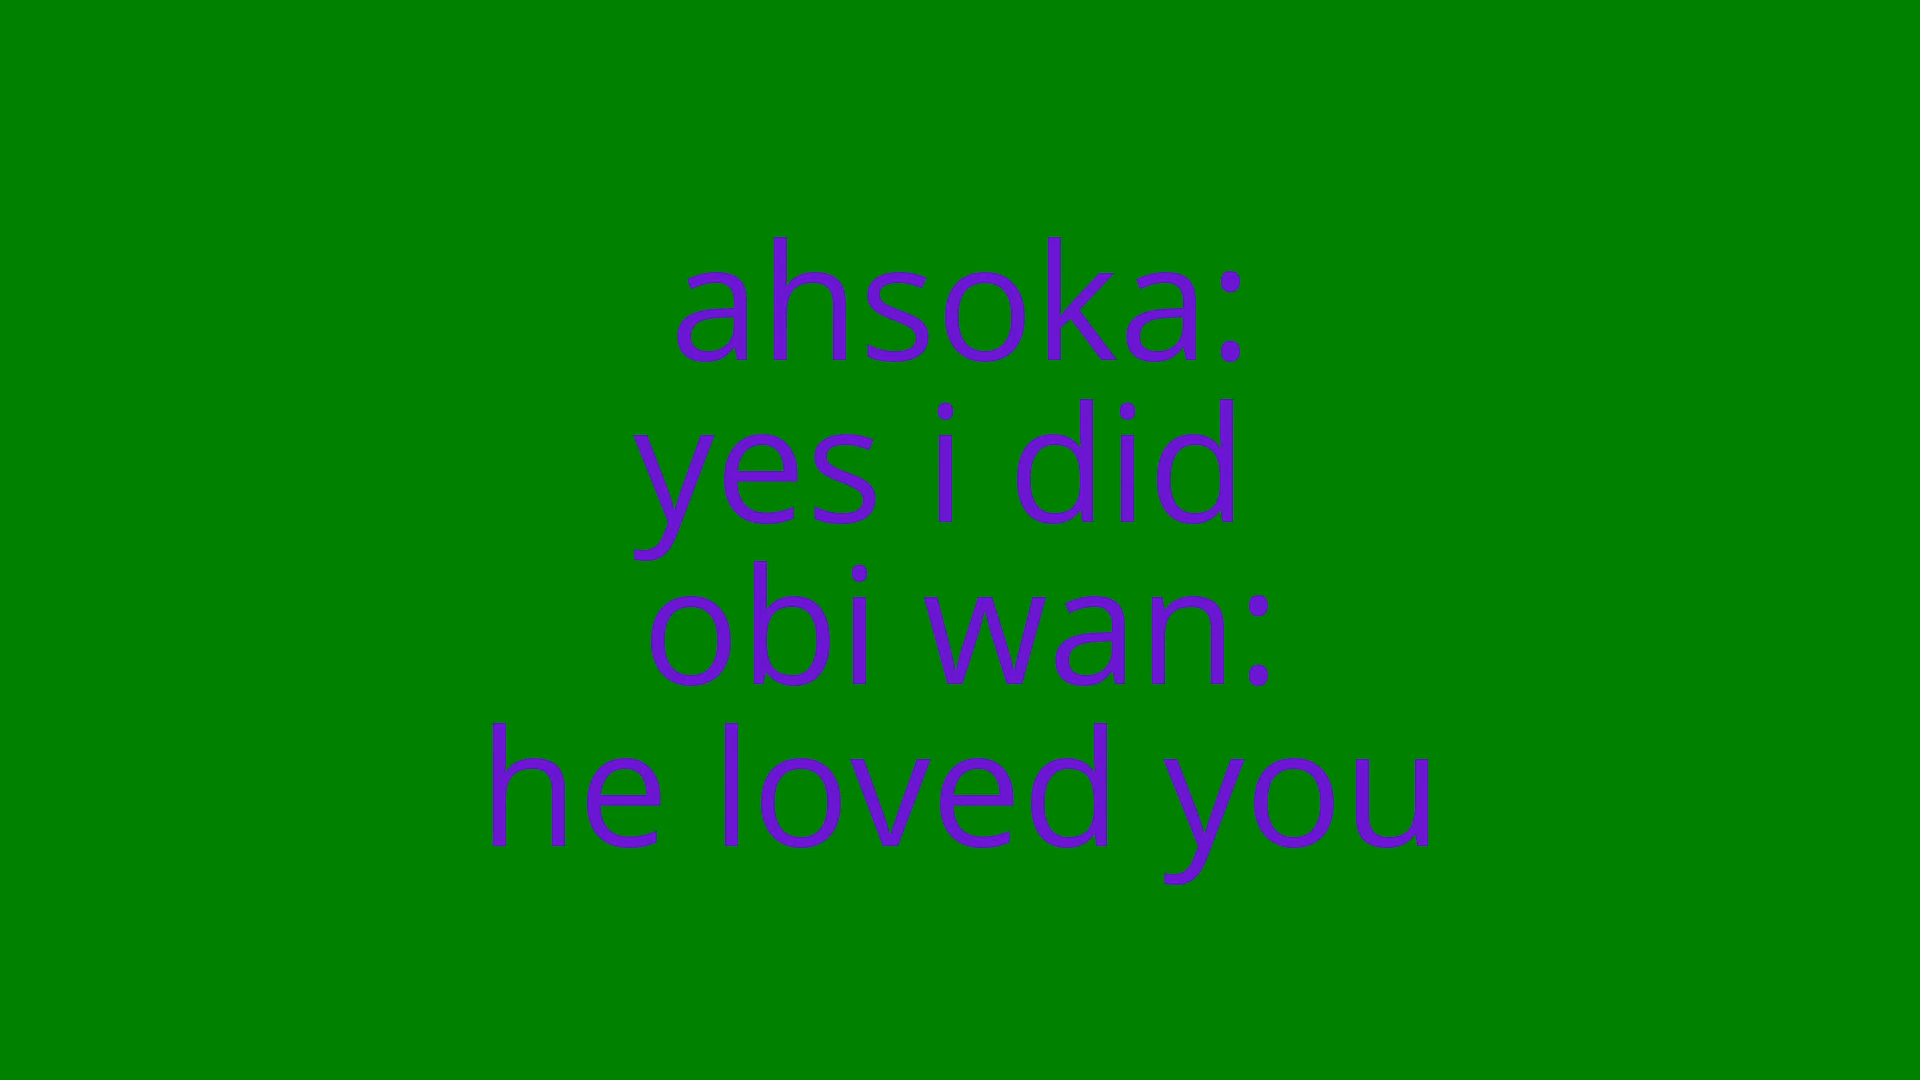 ahsoka:
yes i did
obi wan:
he loved you